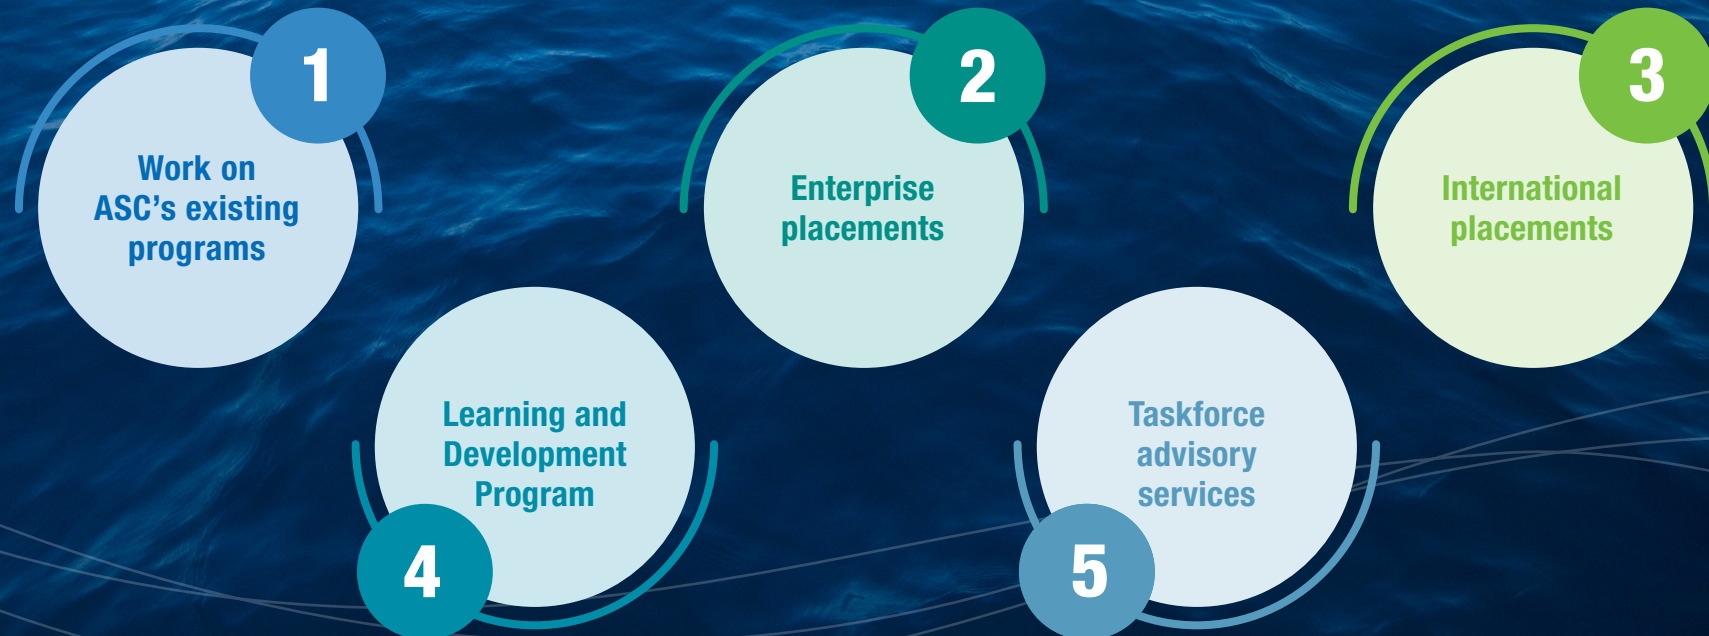 1
Work on
ASC's existing
programs
2
Enterprise
placements
3
International
placements
4
Learning and
Development
Program
5
Taskforce
advisory
services